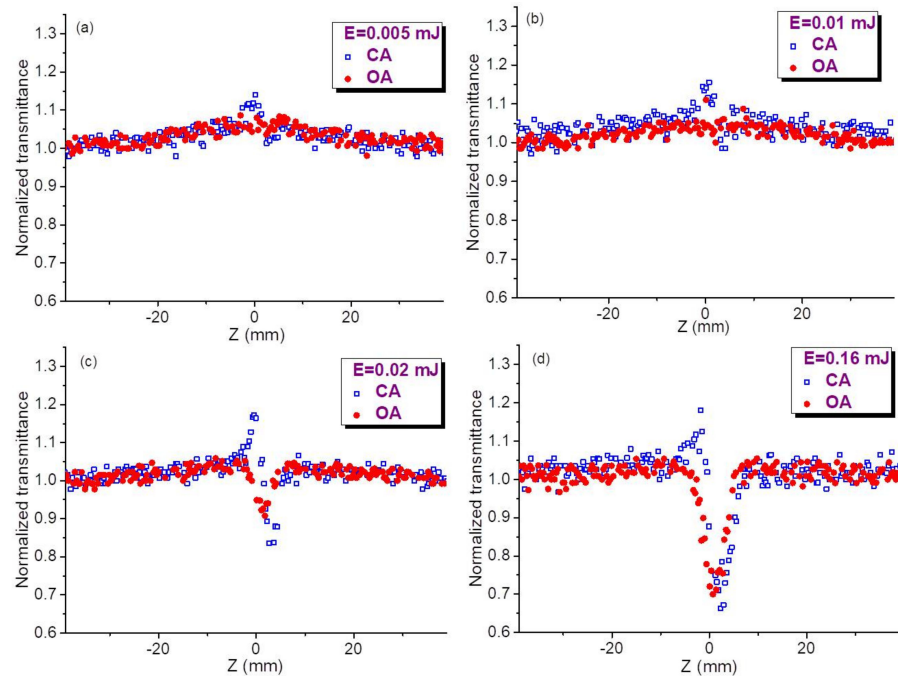 (a)
E=0.005 mJ
CA
OA
Normalized transmittance
1.3
1.2
1.1
1.0
0.9
0.8
0.7
0.6
-20 0 20
Z (mm)
(b)
E=0.01 mJ
CA
OA
Normalized transmittance
1.3
1.2
1.1
1.0
0.9
0.8
0.7
0.6
-20 0 20
Z (mm)
(c)
E=0.02 mJ
CA
OA
Normalized transmittance
1.3
1.2
1.1
1.0
0.9
0.8
0.7
0.6
-20 0 20
Z (mm)
(d)
E=0.16 mJ
CA
OA
Normalized transmittance
1.3
1.2
1.1
1.0
0.9
0.8
0.7
0.6
-20 0 20
Z (mm)